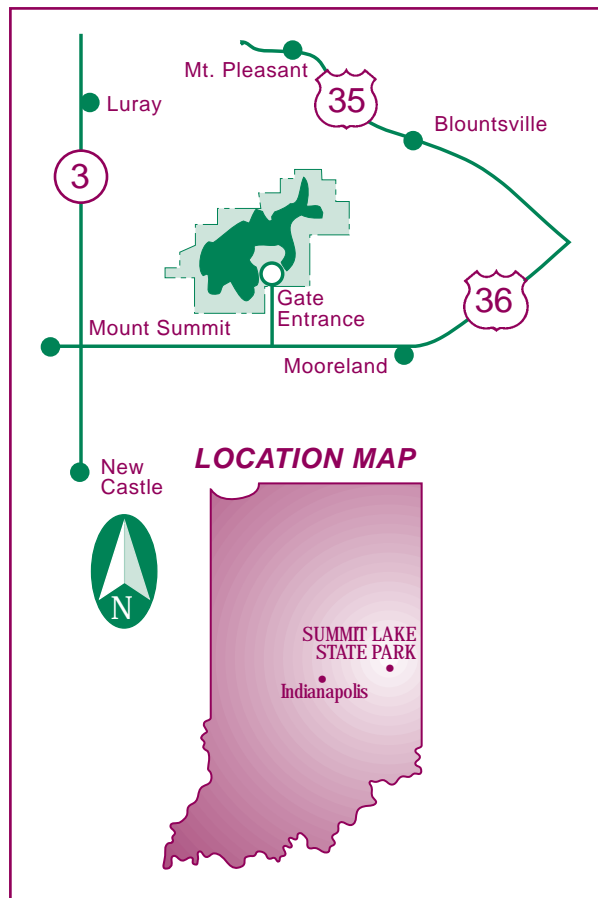 Mt. Pleasant
35
Luray
Blountsville
3
36
Gate
Entrance
Mount Summit
Mooreland
LOCATION MAP
New
Castle
N
SUMMIT LAKE
STATE PARK
Indianapolis